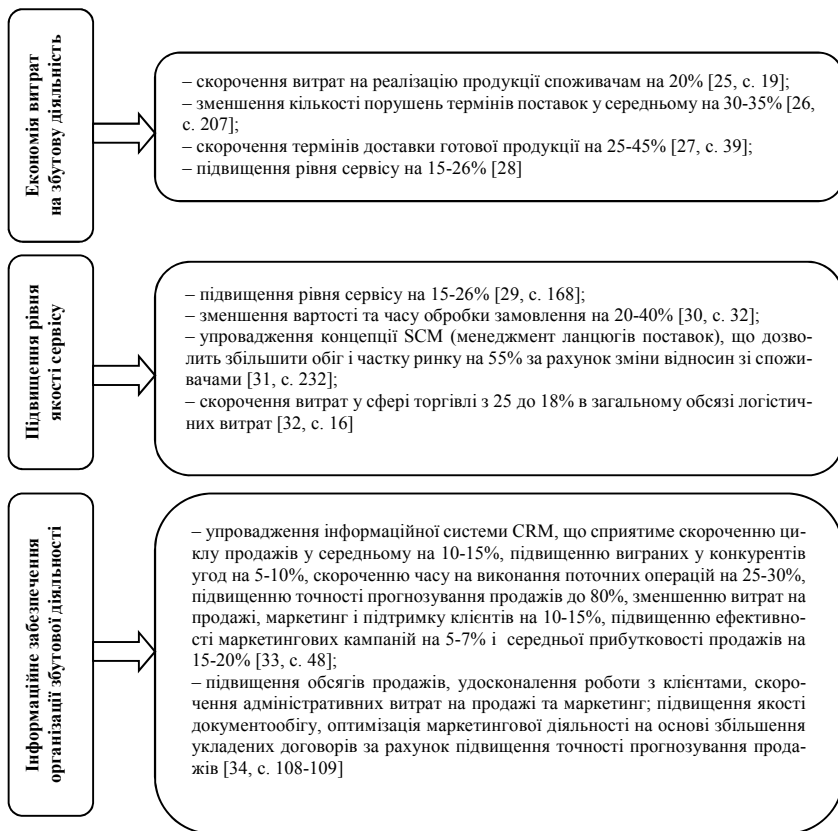 Економія витрат
на збутову діяльність
– скорочення витрат на реалізацію продукції споживачам на 20% [25, с. 19];
– зменшення кількості порушень термінів поставок у середньому на 30-35% [26,
с. 207];
– скорочення термінів доставки готової продукції на 25-45% [27, с. 39];
– підвищення рівня сервісу на 15-26% [28]
Підвищення рівня
якості сервісу
– підвищення рівня сервісу на 15-26% [29, с. 168];
– зменшення вартості та часу обробки замовлення на 20-40% [30, с. 32];
– упровадження концепції SCM (менеджмент ланцюгів поставок), що дозво-
лить збільшити обіг і частку ринку на 55% за рахунок зміни відносин зі спо-
живачами [31, с. 232];
– скорочення витрат у сфері торгівлі з 25 до 18% в загальному обсязі логістич-
них витрат [32, с. 16]
Інформаційне забезпечення
організації збутової діяльності
– упровадження інформаційної системи CRM, що сприятиме скороченню ци-
клу продажів у середньому на 10-15%, підвищенню виграних у конкурентів
угод на 5-10%, скороченню часу на виконання поточних операцій на 25-30%,
підвищенню точності прогнозування продажів до 80%, зменшенню витрат на
продажі, маркетинг і підтримку клієнтів на 10-15%, підвищенню ефективно-
сті маркетингових кампаній на 5-7% і середньої прибутковості продажів на
15-20% [33, с. 48];
– підвищення обсягів продажів, удосконалення роботи з клієнтами, скоро-
чення адміністративних витрат на продажі та маркетинг; підвищення якості
документообігу, оптимізація маркетингової діяльності на основі збільшення
укладених договорів за рахунок підвищення точності прогнозування прода-
жів [34, с. 108-109]